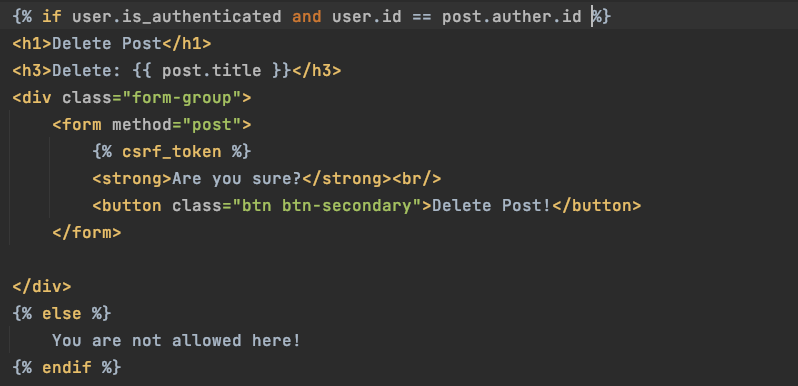 {% if user.is_authenticated and user.id == post.auther.id %}
<h1>Delete Post</h1>
<h3>Delete: {{ post.title }}</h3>
<div class="form-group">
    <form method="post">
        {% csrf_token %}
        <strong>Are you sure?</strong><br/>
        <button class="btn btn-secondary">Delete Post!</button>
    </form>

</div>
{% else %}
    You are not allowed here!
{% endif %}